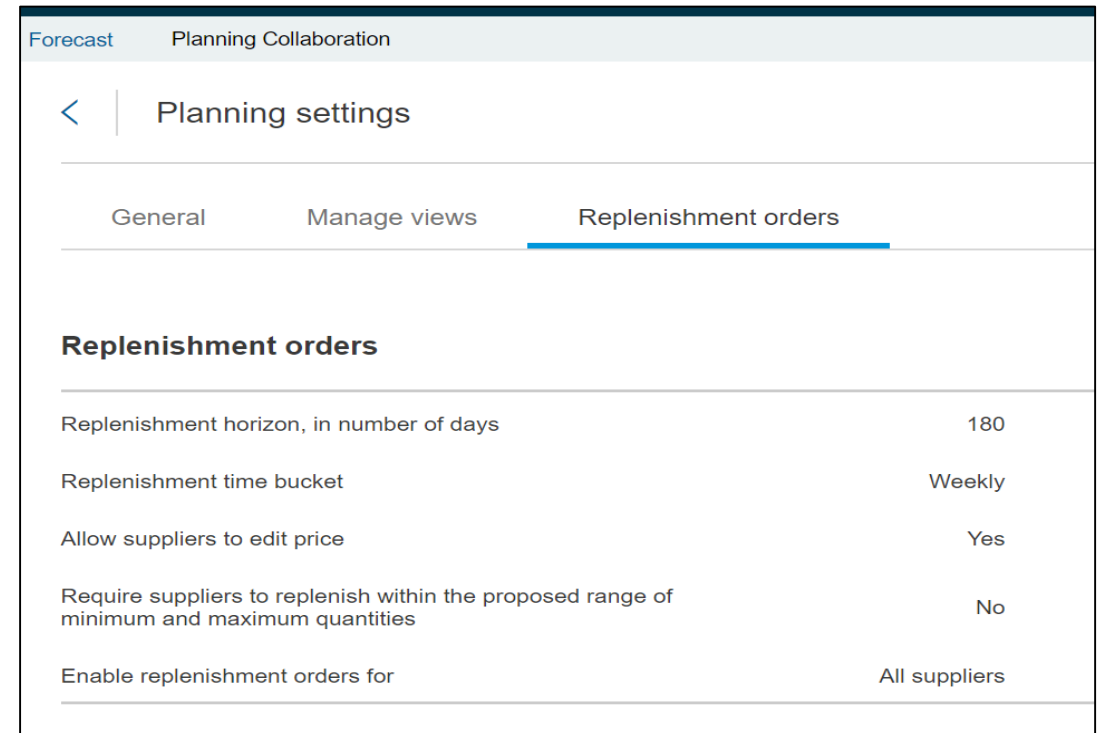 Forecast Planning Collaboration
Planning settings
General Manage views Replenishment orders
Replenishment orders
Replenishment horizon, in number of days 180
Replenishment time bucket Weekly
Allow suppliers to edit price Yes
Require suppliers to replenish within the proposed range of
minimum and maximum quantities No
Enable replenishment orders for All suppliers